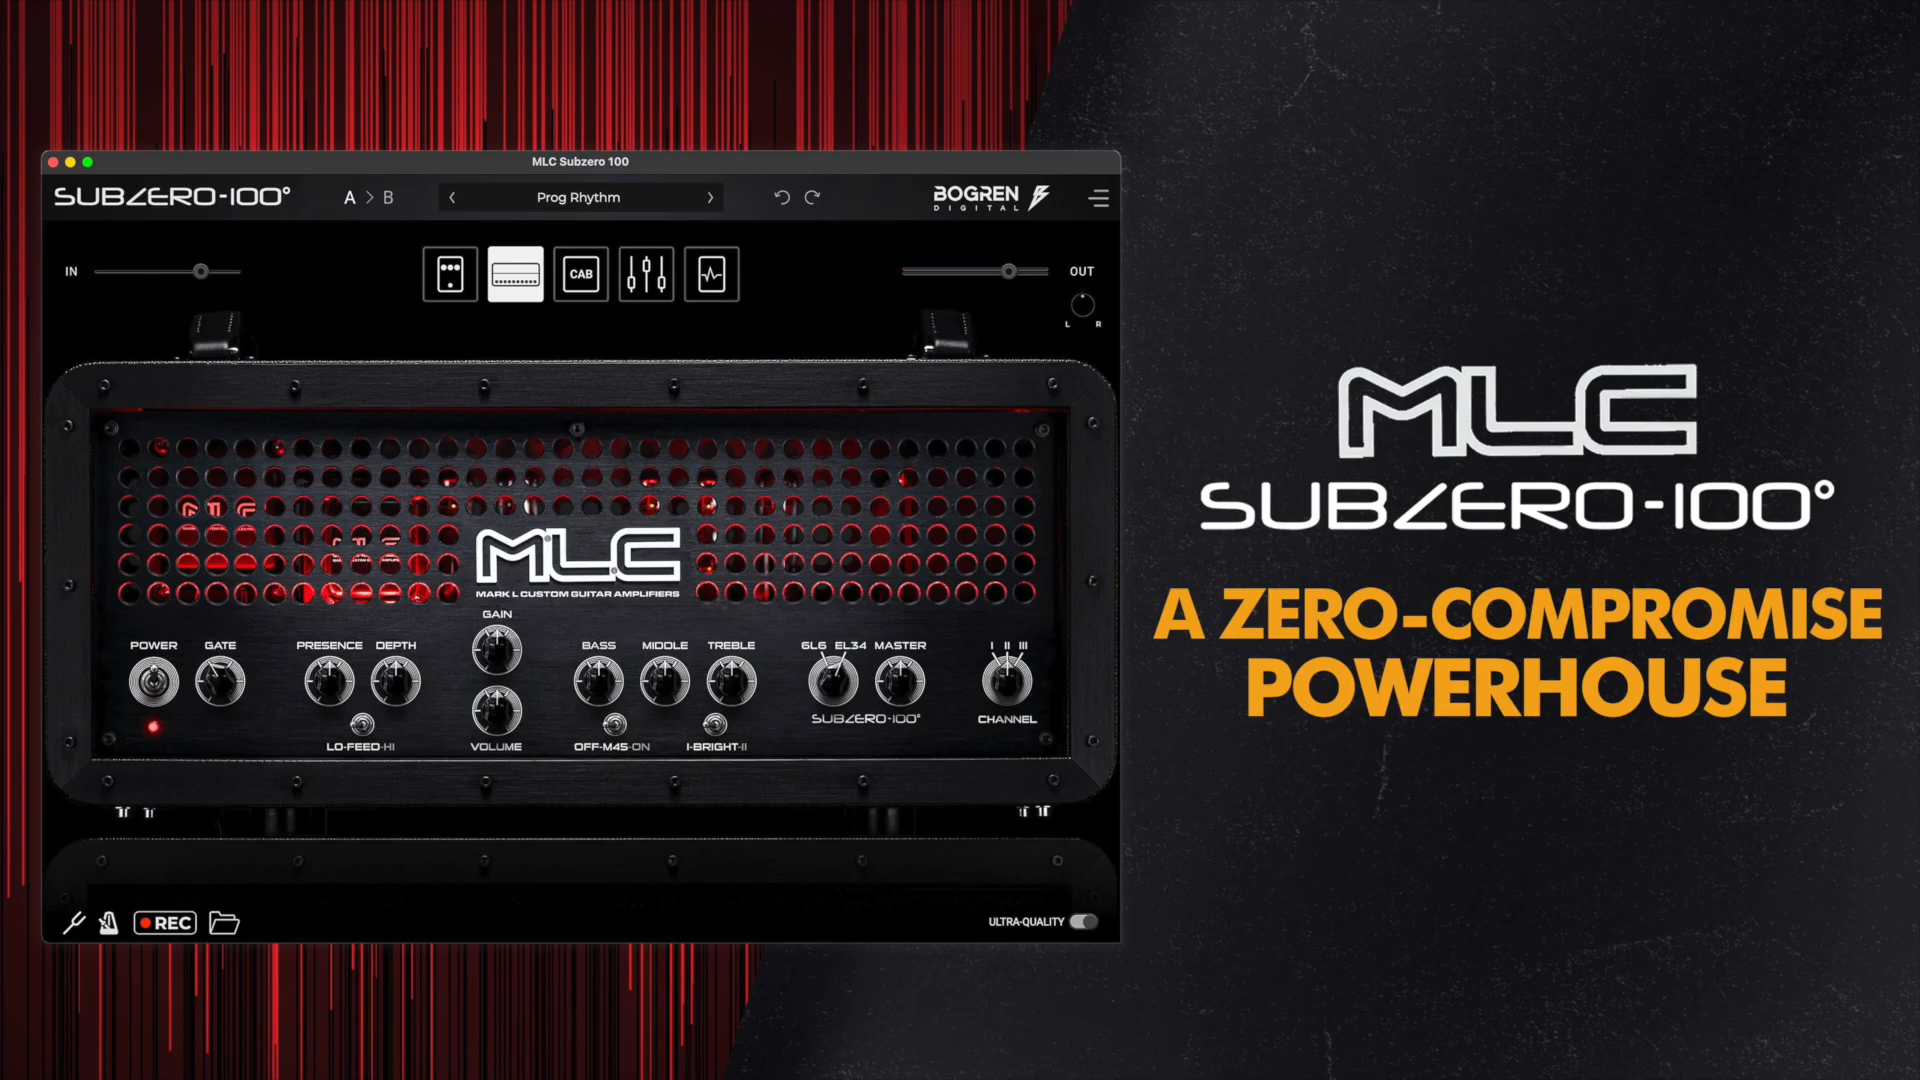 MLC Subzero 100
SUBZERO-100°
A > B
Prog Rhythm
BOGREN
DIGITAL
IN
CAB
OUT
L R
MLC
MARK L CUSTOM GUITAR AMPLIFIERS
GAIN
POWER GATE PRESENCE DEPTH BASS MIDDLE TREBLE 6L6 EL34 MASTER I II III
SUBZERO-100°
CHANNEL
LO-FEED-HI VOLUME OFF-M45-ON I-BRIGHT-II
REC
ULTRA-QUALITY
MLC
SUBZERO-100°
A ZERO-COMPROMISE
POWERHOUSE